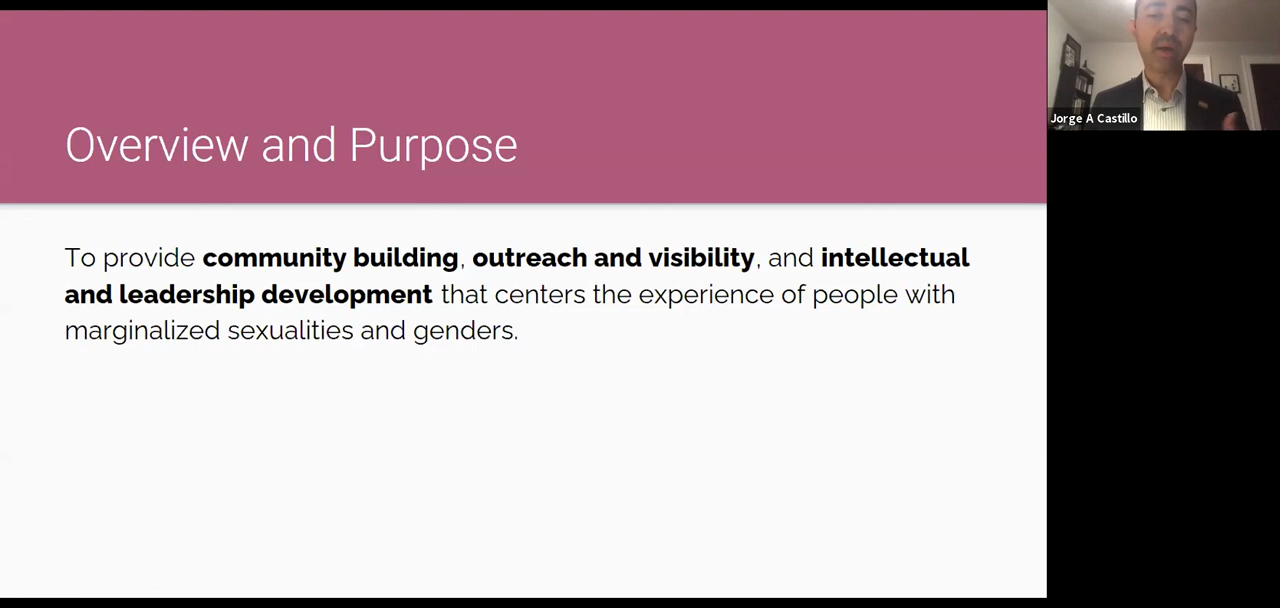 Overview and Purpose
To provide community building, outreach and visibility, and intellectual
and leadership development that centers the experience of people with
marginalized sexualities and genders.
Jorge A Castillo